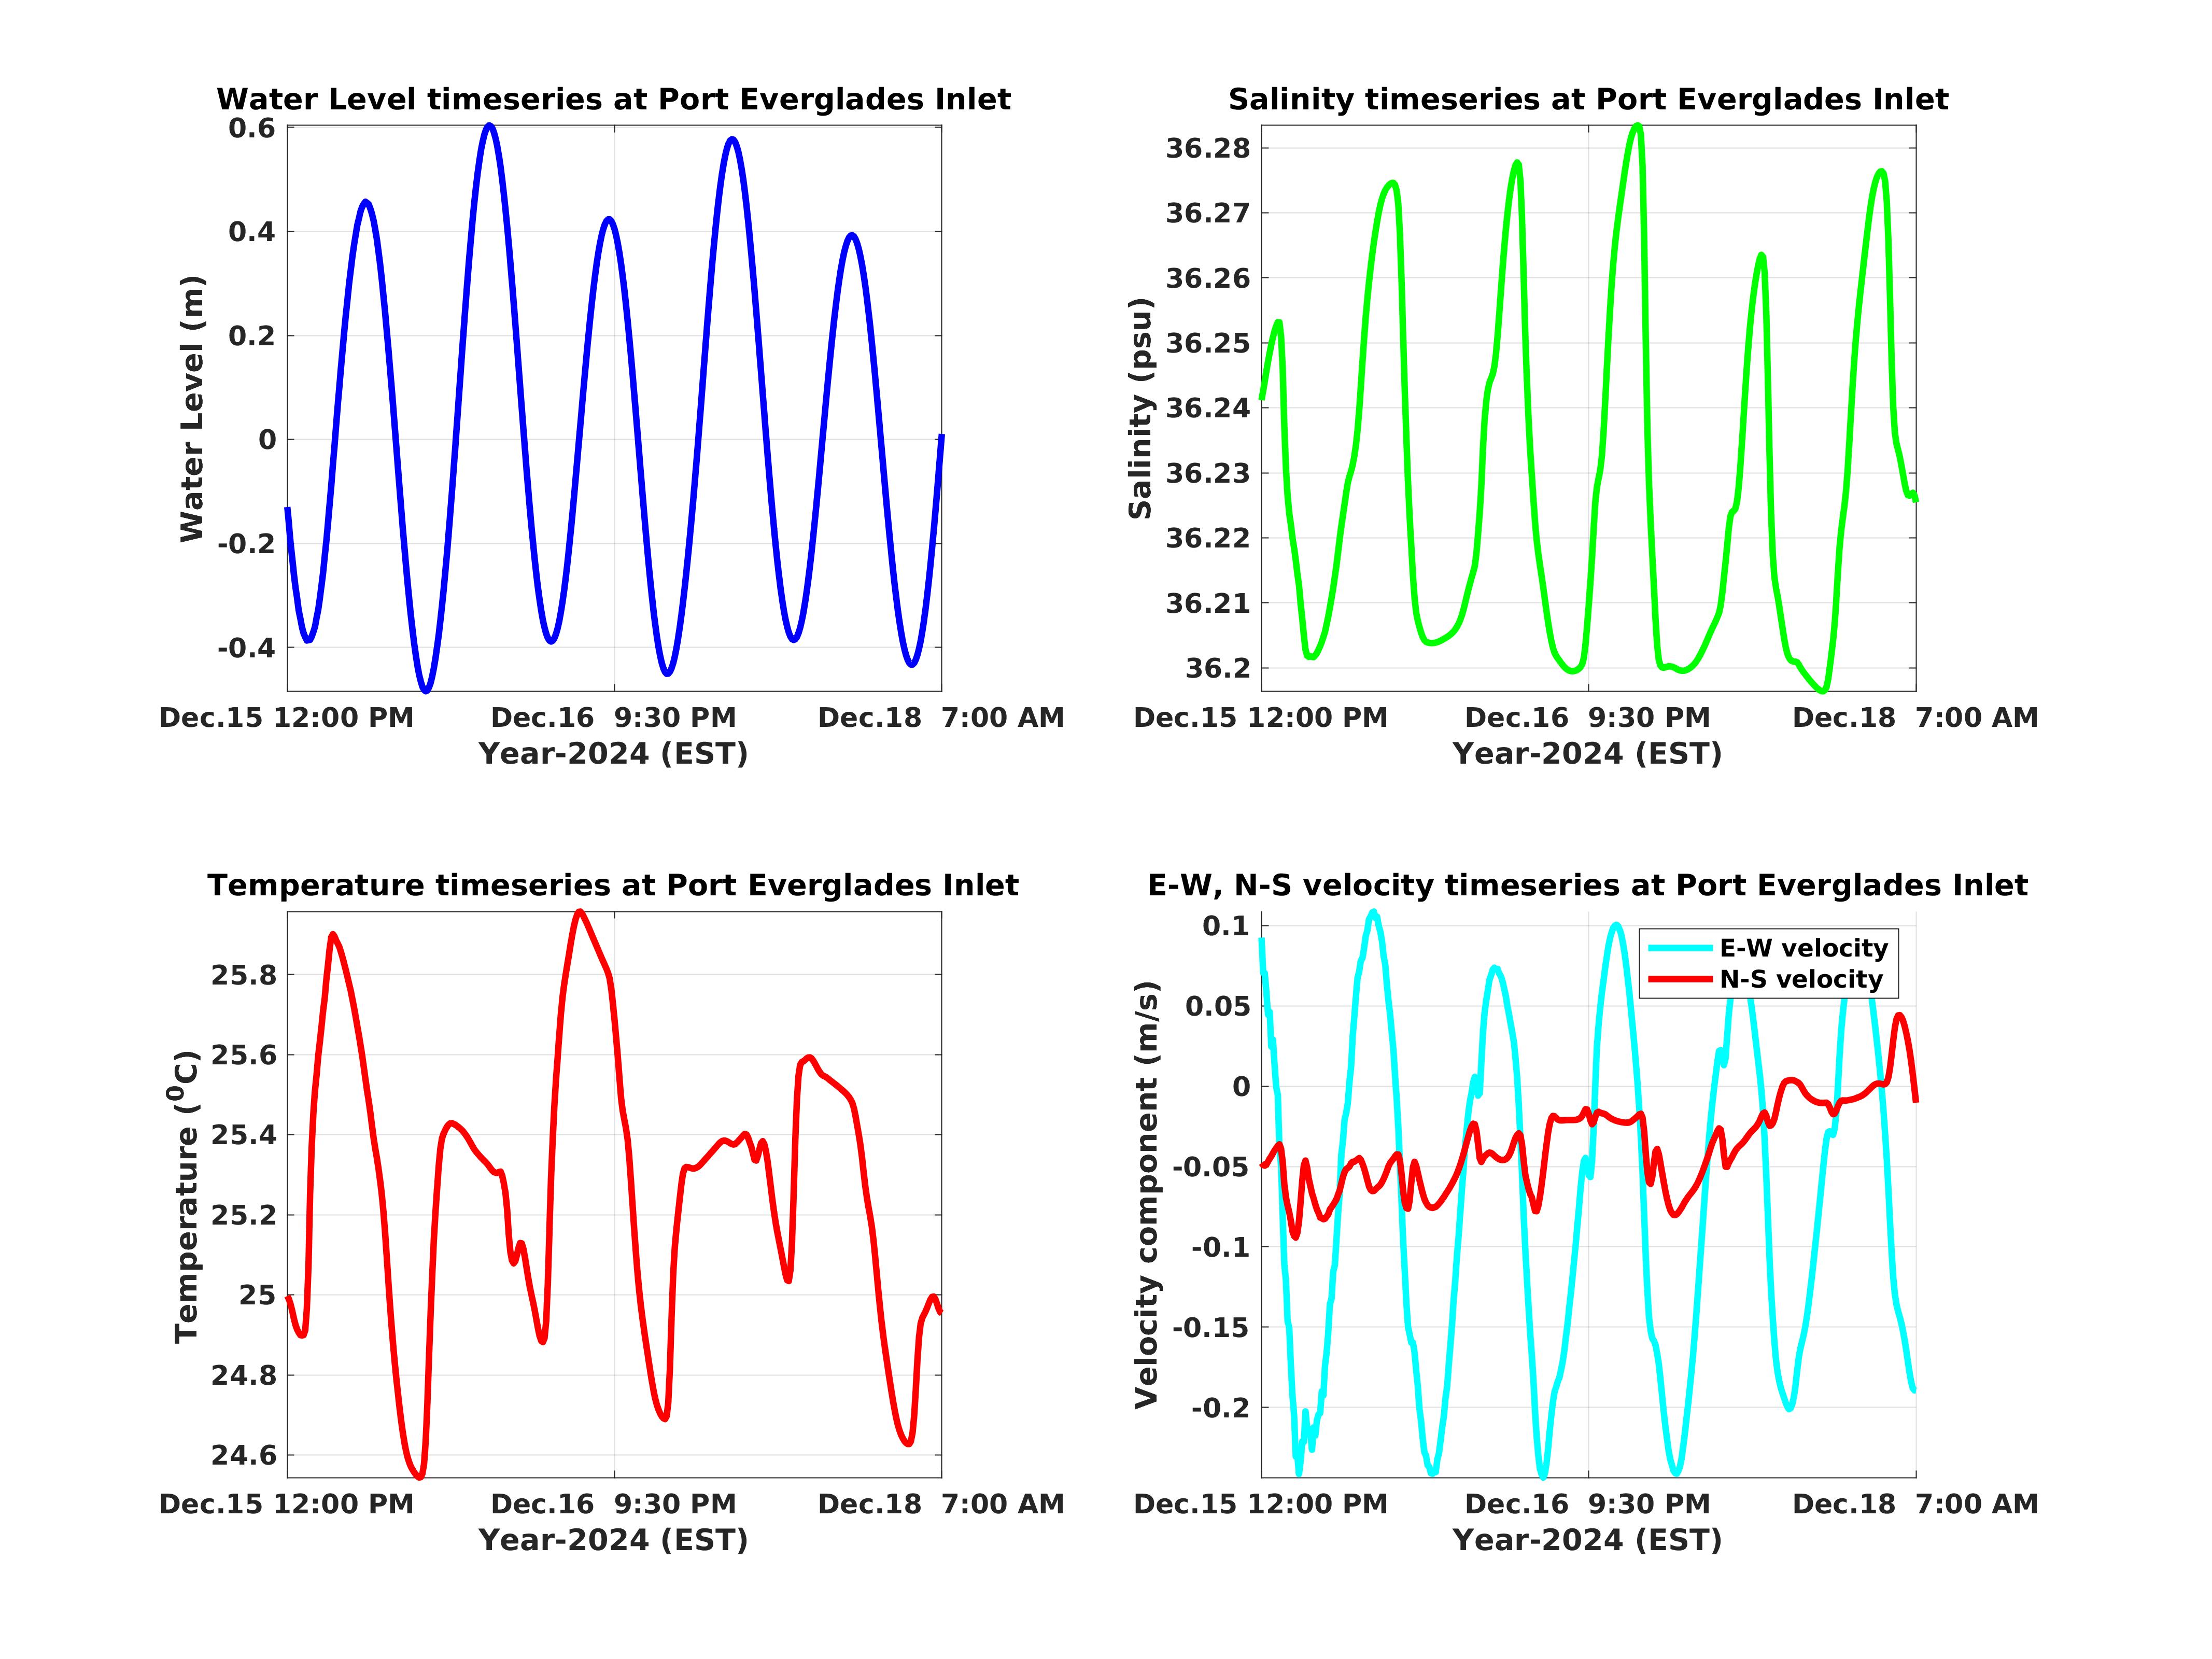 Water Level timeseries at Port Everglades Inlet
0.6
0.4
0.2
0
-0.2
-0.4
Water Level (m)
Dec.15 12:00 PM Dec.16 9:30 PM Dec.18 7:00 AM
Year-2024 (EST)
Salinity timeseries at Port Everglades Inlet
36.28
36.27
36.26
36.25
36.24
36.23
36.22
36.21
36.2
Salinity (psu)
Dec.15 12:00 PM Dec.16 9:30 PM Dec.18 7:00 AM
Year-2024 (EST)
Temperature timeseries at Port Everglades Inlet
25.8
25.6
25.4
25.2
25
24.8
24.6
Temperature (⁰C)
Dec.15 12:00 PM Dec.16 9:30 PM Dec.18 7:00 AM
Year-2024 (EST)
E-W, N-S velocity timeseries at Port Everglades Inlet
0.1
0.05
0
-0.05
-0.1
-0.15
-0.2
Velocity component (m/s)
E-W velocity
N-S velocity
Dec.15 12:00 PM Dec.16 9:30 PM Dec.18 7:00 AM
Year-2024 (EST)